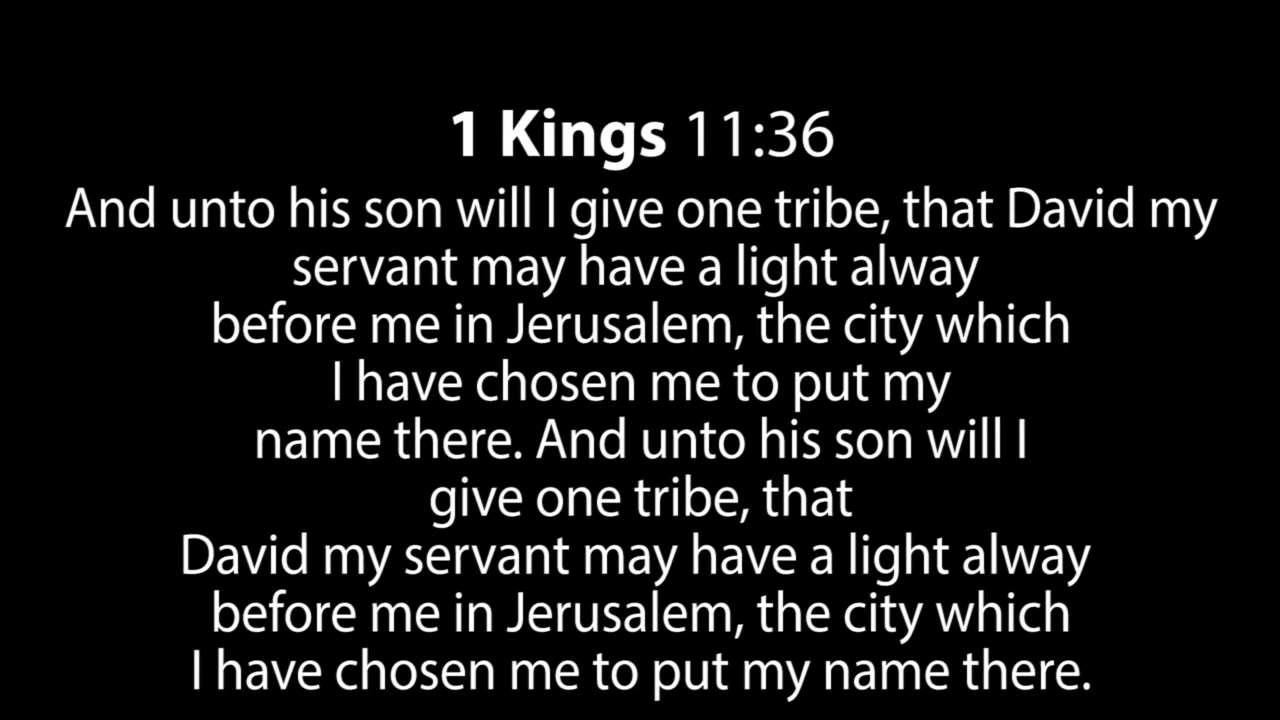 1 Kings 11:36
And unto his son will I give one tribe, that David my
servant may have a light alway
before me in Jerusalem, the city which
I have chosen me to put my
name there. And unto his son will I
give one tribe, that
David my servant may have a light alway
before me in Jerusalem, the city which
I have chosen me to put my name there.